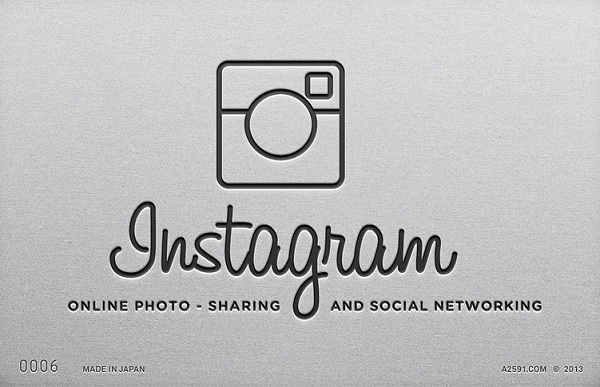 Instagram
ONLINE PHOTO - SHARING AND SOCIAL NETWORKING
0006 MADE IN JAPAN A2591.COM © 2013